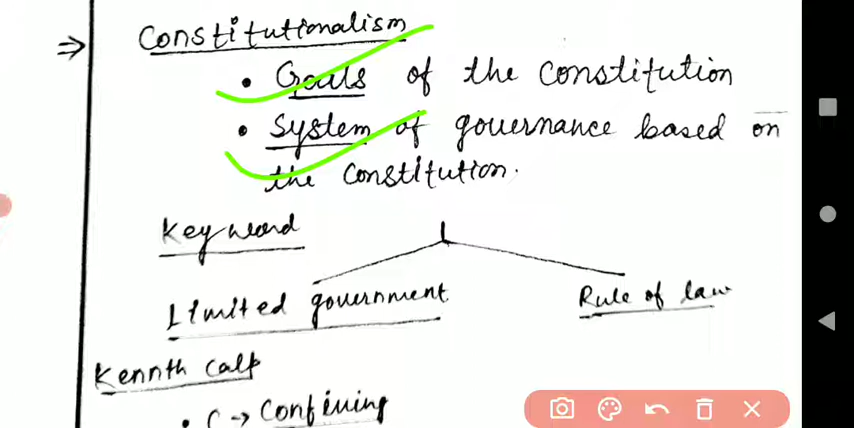 ⇒ Constitutionalism
• Goals of the constitution
• System of governance based on
the constitution.
Keyword
Limited government
Rule of law
Kennth Calp
• C → Confining